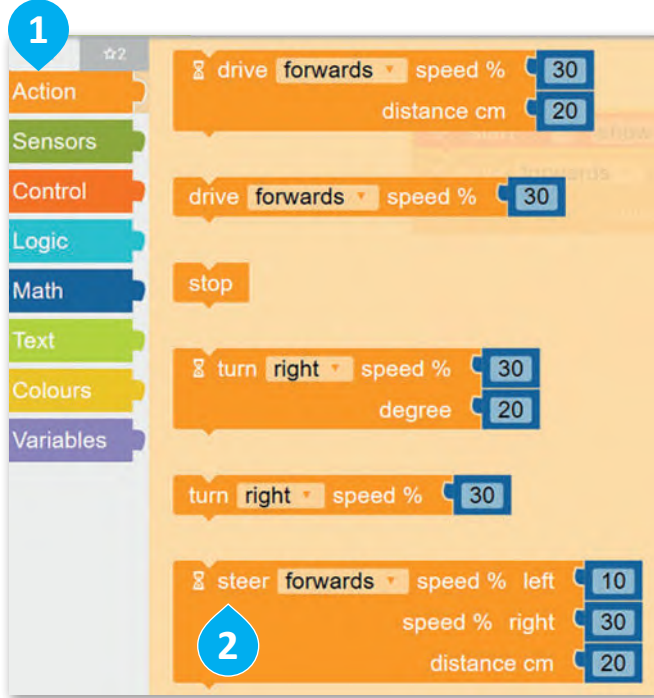 1
☆2
Action
Sensors
Control
Logic
Math
Text
Colours
Variables
drive forwards speed % 30
distance cm 20
show
forwards
drive forwards speed % 30
stop
turn right speed % 30
degree 20
turn right speed % 30
steer forwards speed % left 10
speed % right 30
distance cm 20
2